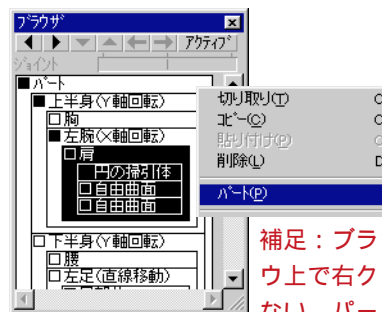 ブラウザ
アクティブ
ジョイント
パート
上半身(Y軸回転)
胸
左腕(X軸回転)
肩
円の掃引体
自由曲面
自由曲面
下半身(Y軸回転)
腰
左足(直線移動)
切り取り(T)
コピー(C)
貼り付け(P)
削除(L)
パート(P)
補足：ブラ
ウ上で右ク
ない、パー